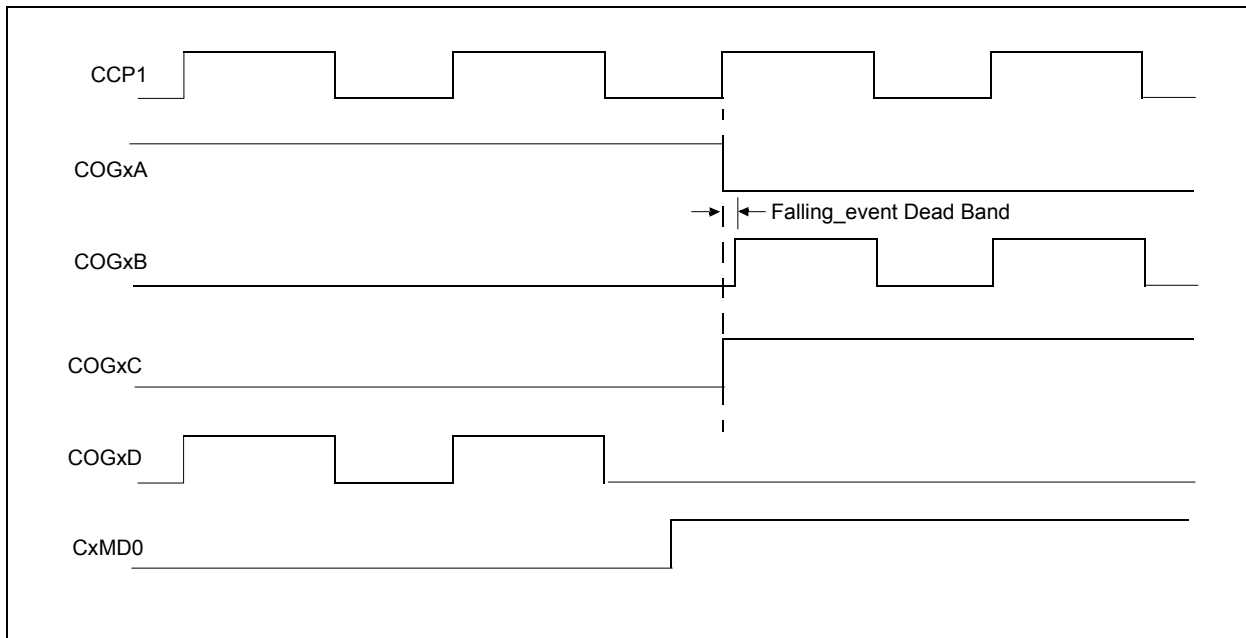 CCP1
COGxA
Falling_event Dead Band
COGxB
COGxC
COGxD
CxMD0